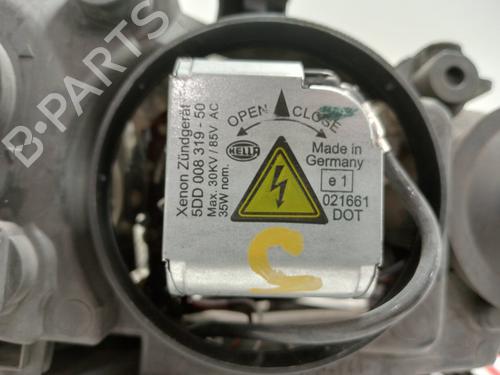 Xenon Zündgerät
5DD 008 319 - 50
Max. 30KV / 85V AC
35W nom.
OPEN CLOSE
HELLA
Made in
Germany
e 1
021661
DOT
5
B-PARTS